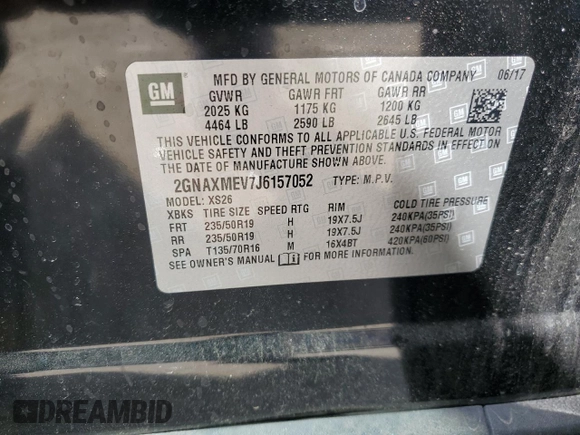 GM
MFD BY GENERAL MOTORS OF CANADA COMPANY 06/17
GVWR GAWR FRT GAWR RR
2025 KG 1175 KG 1200 KG
4464 LB 2590 LB 2645 LB
THIS VEHICLE CONFORMS TO ALL APPLICABLE U.S. FEDERAL MOTOR
VEHICLE SAFETY AND THEFT PREVENTION STANDARDS IN EFFECT ON
THE DATE OF MANUFACTURE SHOWN ABOVE.
2GNAXMEV7J6157052 TYPE: M.P.V.
MODEL: XS26
XBKS TIRE SIZE SPEED RTG RIM COLD TIRE PRESSURE
FRT 235/50R19 H 19X7.5J 240KPA(35PSI)
RR 235/50R19 H 19X7.5J 240KPA(35PSI)
SPA T135/70R16 M 16X4BT 420KPA(60PSI)
SEE OWNER'S MANUAL FOR MORE INFORMATION
DREAMBID